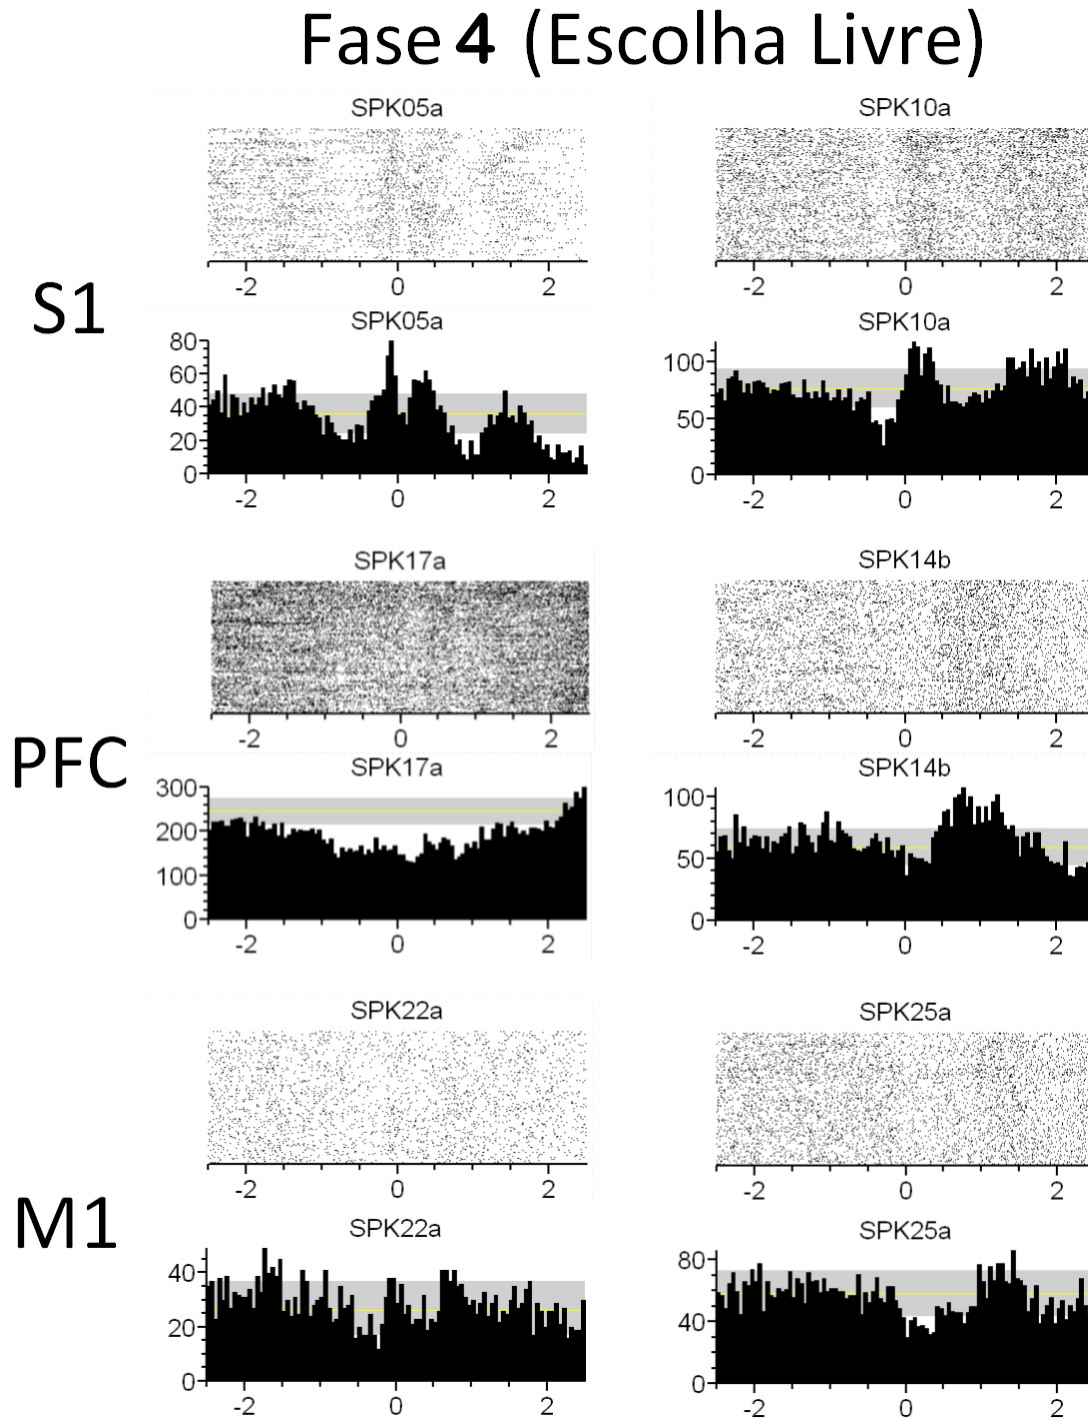 Fase 4 (Escolha Livre)
SPK05a
SPK10a
-2 0 2
-2 0 2
S1
SPK05a
SPK10a
80
60
40
20
0
100
50
0
-2 0 2
-2 0 2
SPK17a
SPK14b
-2 0 2
-2 0 2
PFC
SPK17a
SPK14b
300
200
100
0
100
50
0
-2 0 2
-2 0 2
SPK22a
SPK25a
-2 0 2
-2 0 2
M1
SPK22a
SPK25a
40
20
0
80
40
0
-2 0 2
-2 0 2